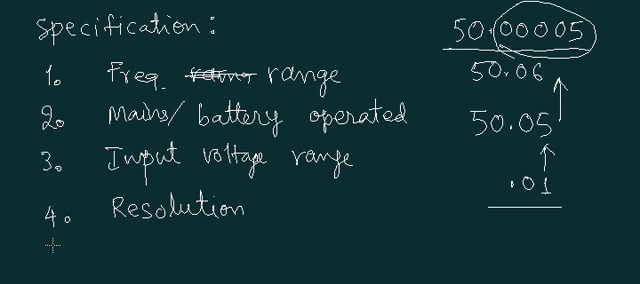 Specification:
1. Freq. range
2. Mains/ battery operated
3. Input voltage range
4. Resolution
50.00005
50.06
50.05
.01